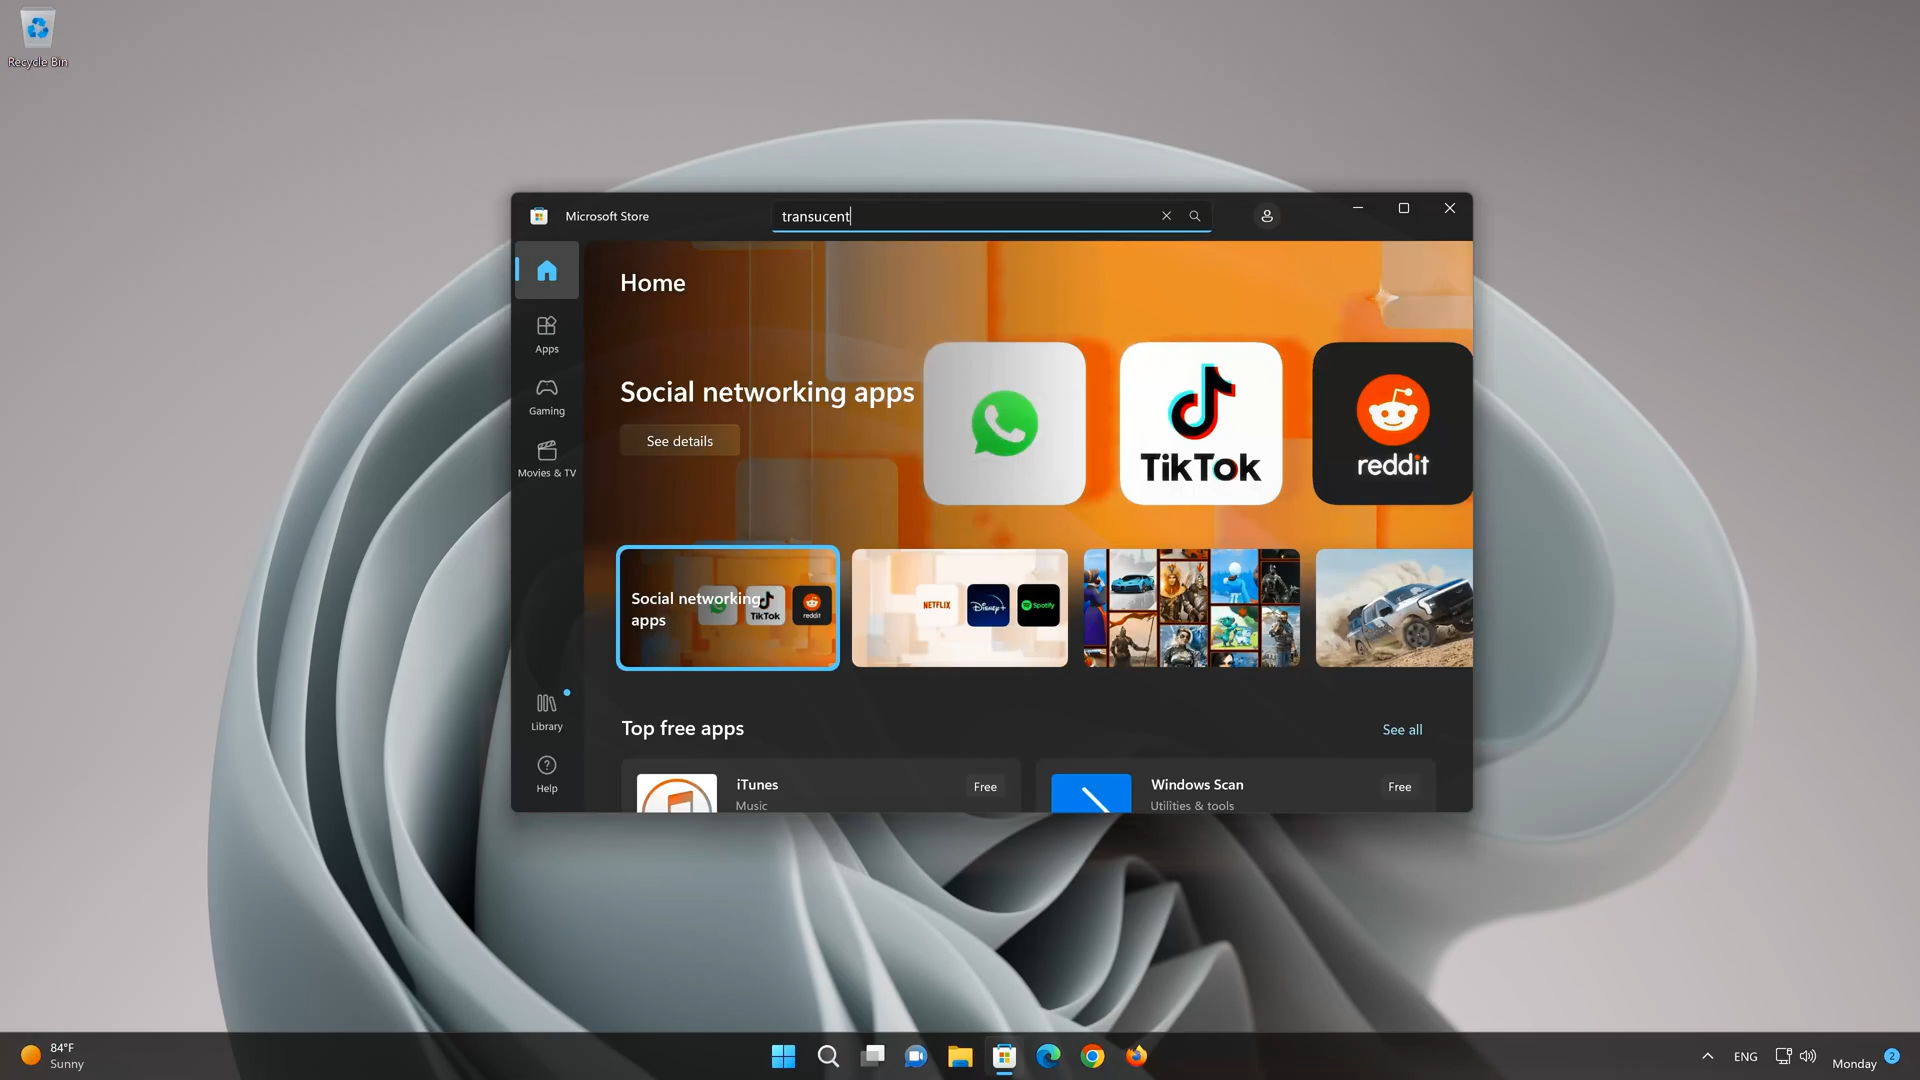 Recycle Bin
Microsoft Store
transucent
Home
Apps
Gaming
Movies & TV
Library
Help
Social networking apps
See details
TikTok
reddit
Social networking
apps
TikTok
reddit
NETFLIX
Disney+
Spotify
Top free apps
See all
iTunes
Music
Free
Windows Scan
Utilities & tools
Free
84°F
Sunny
ENG
Monday
2